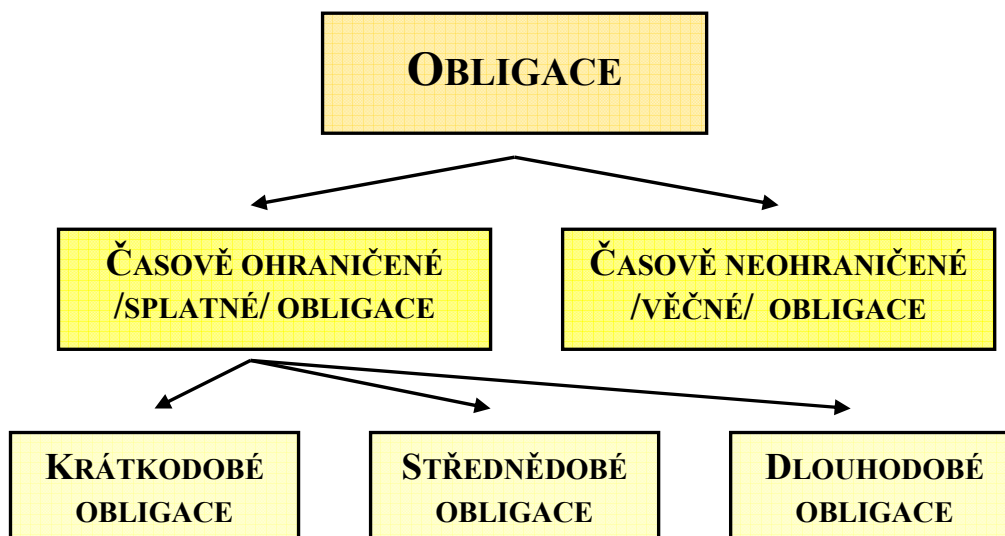 OBLIGACE
ČASOVĚ OHRANIČENÉ
/SPLATNÉ/ OBLIGACE
ČASOVĚ NEOHRANIČENÉ
/VĚČNÉ/ OBLIGACE
KRÁTKODOBÉ
OBLIGACE
STŘEDNĚDOBÉ
OBLIGACE
DLOUHODOBÉ
OBLIGACE